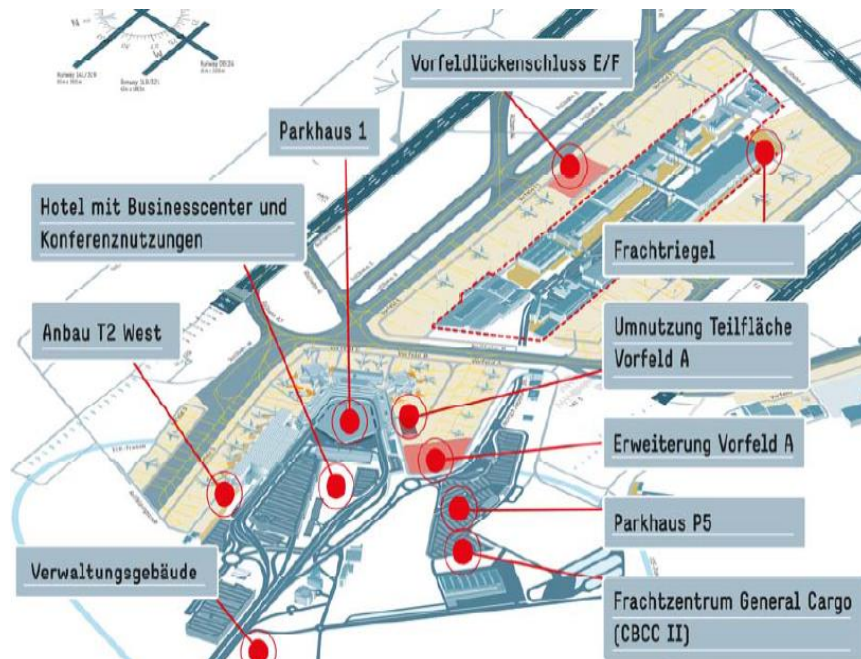 N
Vorfeldlückenschluss E/F
Parkhaus 1
Hotel mit Businesscenter und
Konferenznutzungen
Frachtriegel
Anbau T2 West
Umnutzung Teilfläche
Vorfeld A
Erweiterung Vorfeld A
Parkhaus P5
Verwaltungsgebäude
Frachtzentrum General Cargo
(CBCC II)